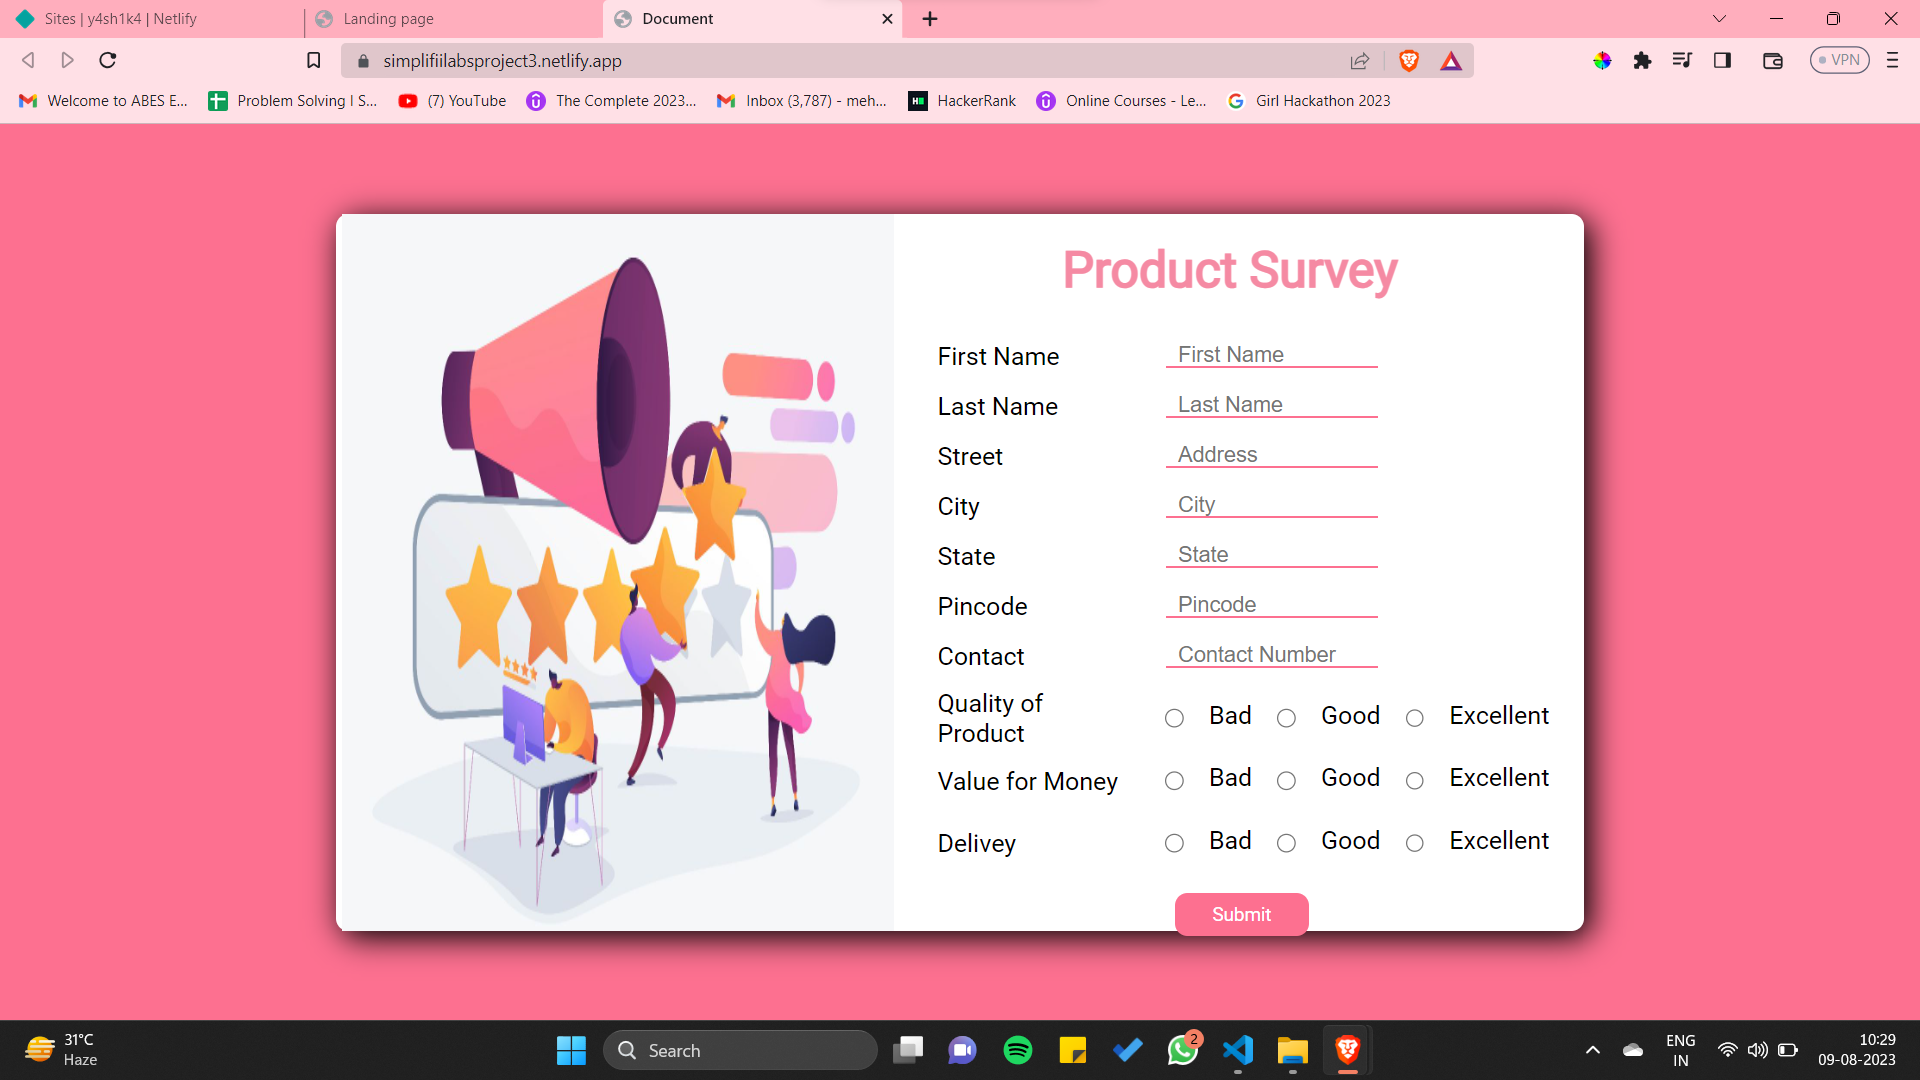 Sites | y4sh1k4 | Netlify
Landing page
Document
simplifiilabsproject3.netlify.app
VPN
Welcome to ABES E...
Problem Solving I S...
(7) YouTube
The Complete 2023...
Inbox (3,787) - meh...
HackerRank
Online Courses - Le...
Girl Hackathon 2023
Product Survey
First Name First Name
Last Name Last Name
Street Address
City City
State State
Pincode Pincode
Contact Contact Number
Quality of
Product
Bad Good Excellent
Value for Money Bad Good Excellent
Delivey Bad Good Excellent
Submit
31°C
Haze
Search
2
ENG
IN
10:29
09-08-2023